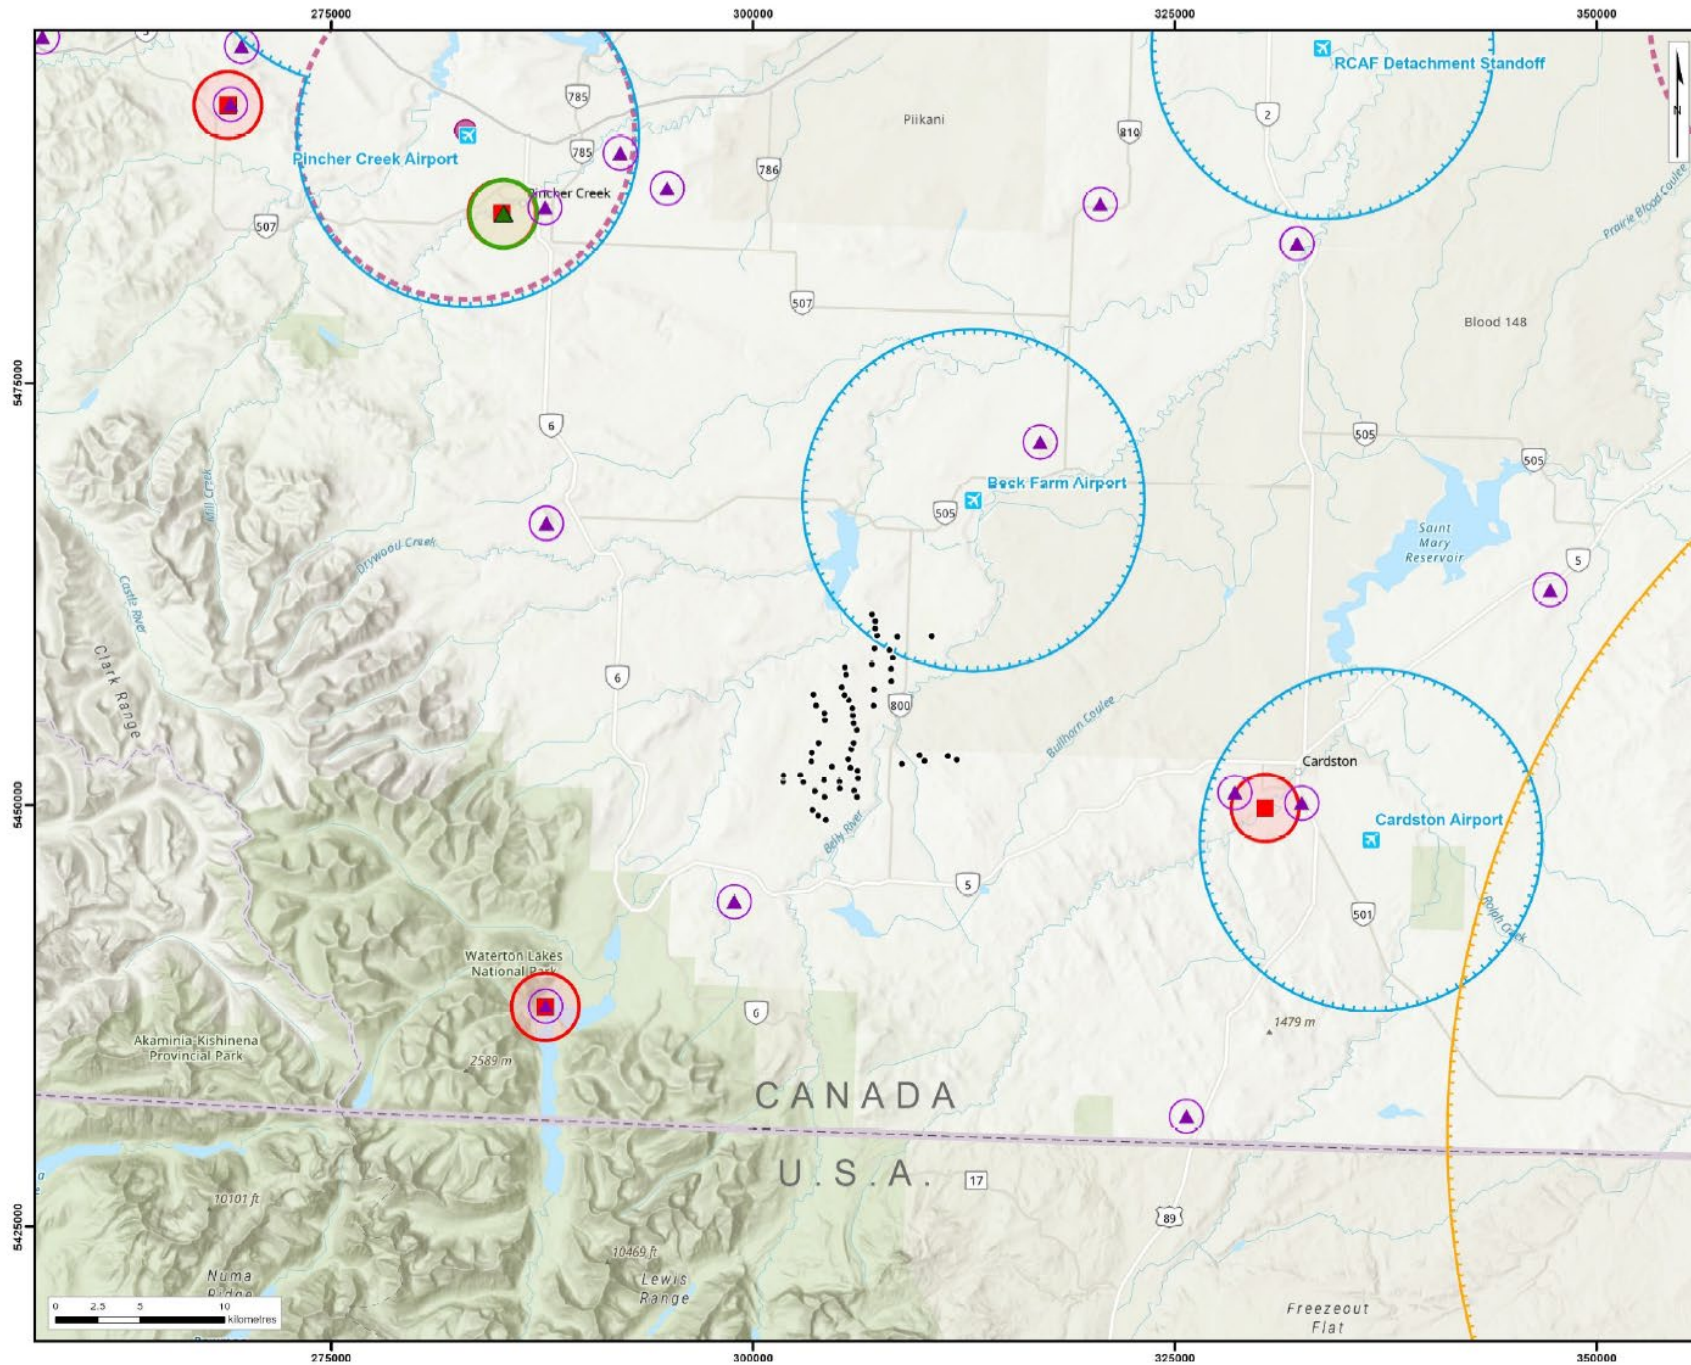 275000
300000
325000
350000
3
785
RCAF Detachment Standoff
N
2
Piikani
810
785
Pincher Creek Airport
786
Pincher Creek
507
Prairie Blood Coulee
507
Blood 148
5475000
6
505
505
Beck Farm Airport
505
Mill Creek
Drywood Creek
Saint
Mary
Reservoir
5
Castle River
Clark Range
6
800
Bullhorn Coulee
Cardston
5450000
Cardston Airport
Belly River
5
501
Rolph Creek
Waterton Lakes
National Park
6
1479 m
Akamina-Kishinena
Provincial Park
2589 m
CANADA
U.S.A.
17
10101 ft
89
5425000
10469 ft
Numa
Ridge
Lewis
Range
0 2.5 5 10
kilometres
Freezeout
Flat
275000
300000
325000
350000